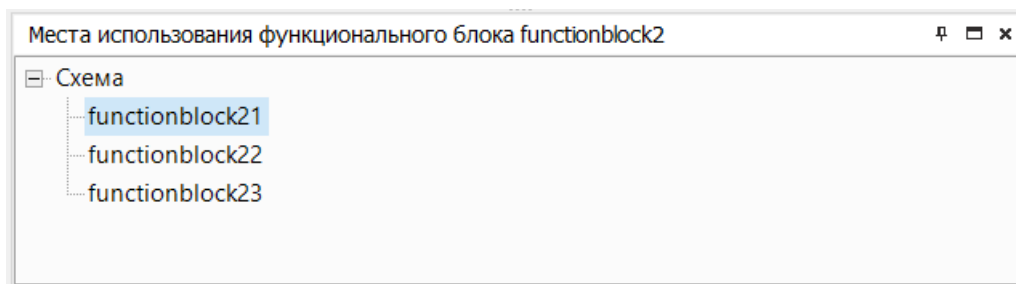 Места использования функционального блока functionblock2
Схема
functionblock21
functionblock22
functionblock23